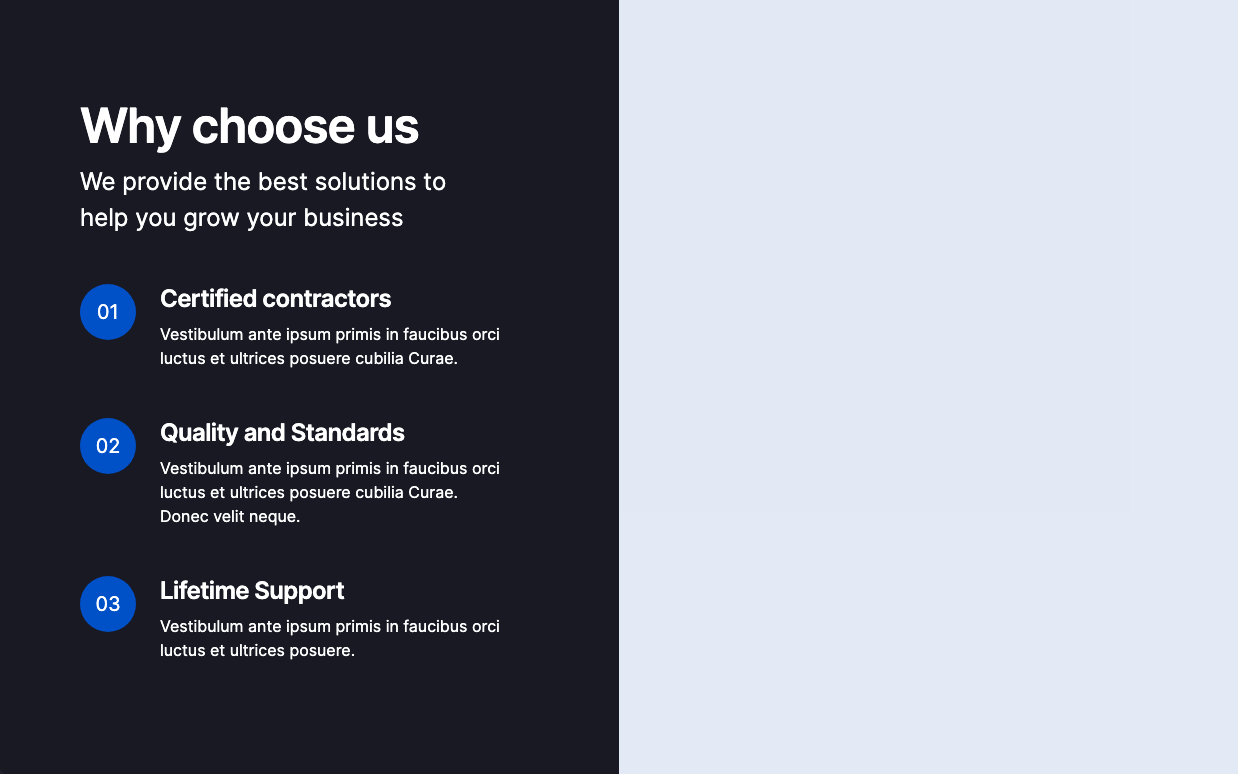 Why choose us
We provide the best solutions to
help you grow your business
01
Certified contractors
Vestibulum ante ipsum primis in faucibus orci
luctus et ultrices posuere cubilia Curae.
02
Quality and Standards
Vestibulum ante ipsum primis in faucibus orci
luctus et ultrices posuere cubilia Curae.
Donec velit neque.
03
Lifetime Support
Vestibulum ante ipsum primis in faucibus orci
luctus et ultrices posuere.